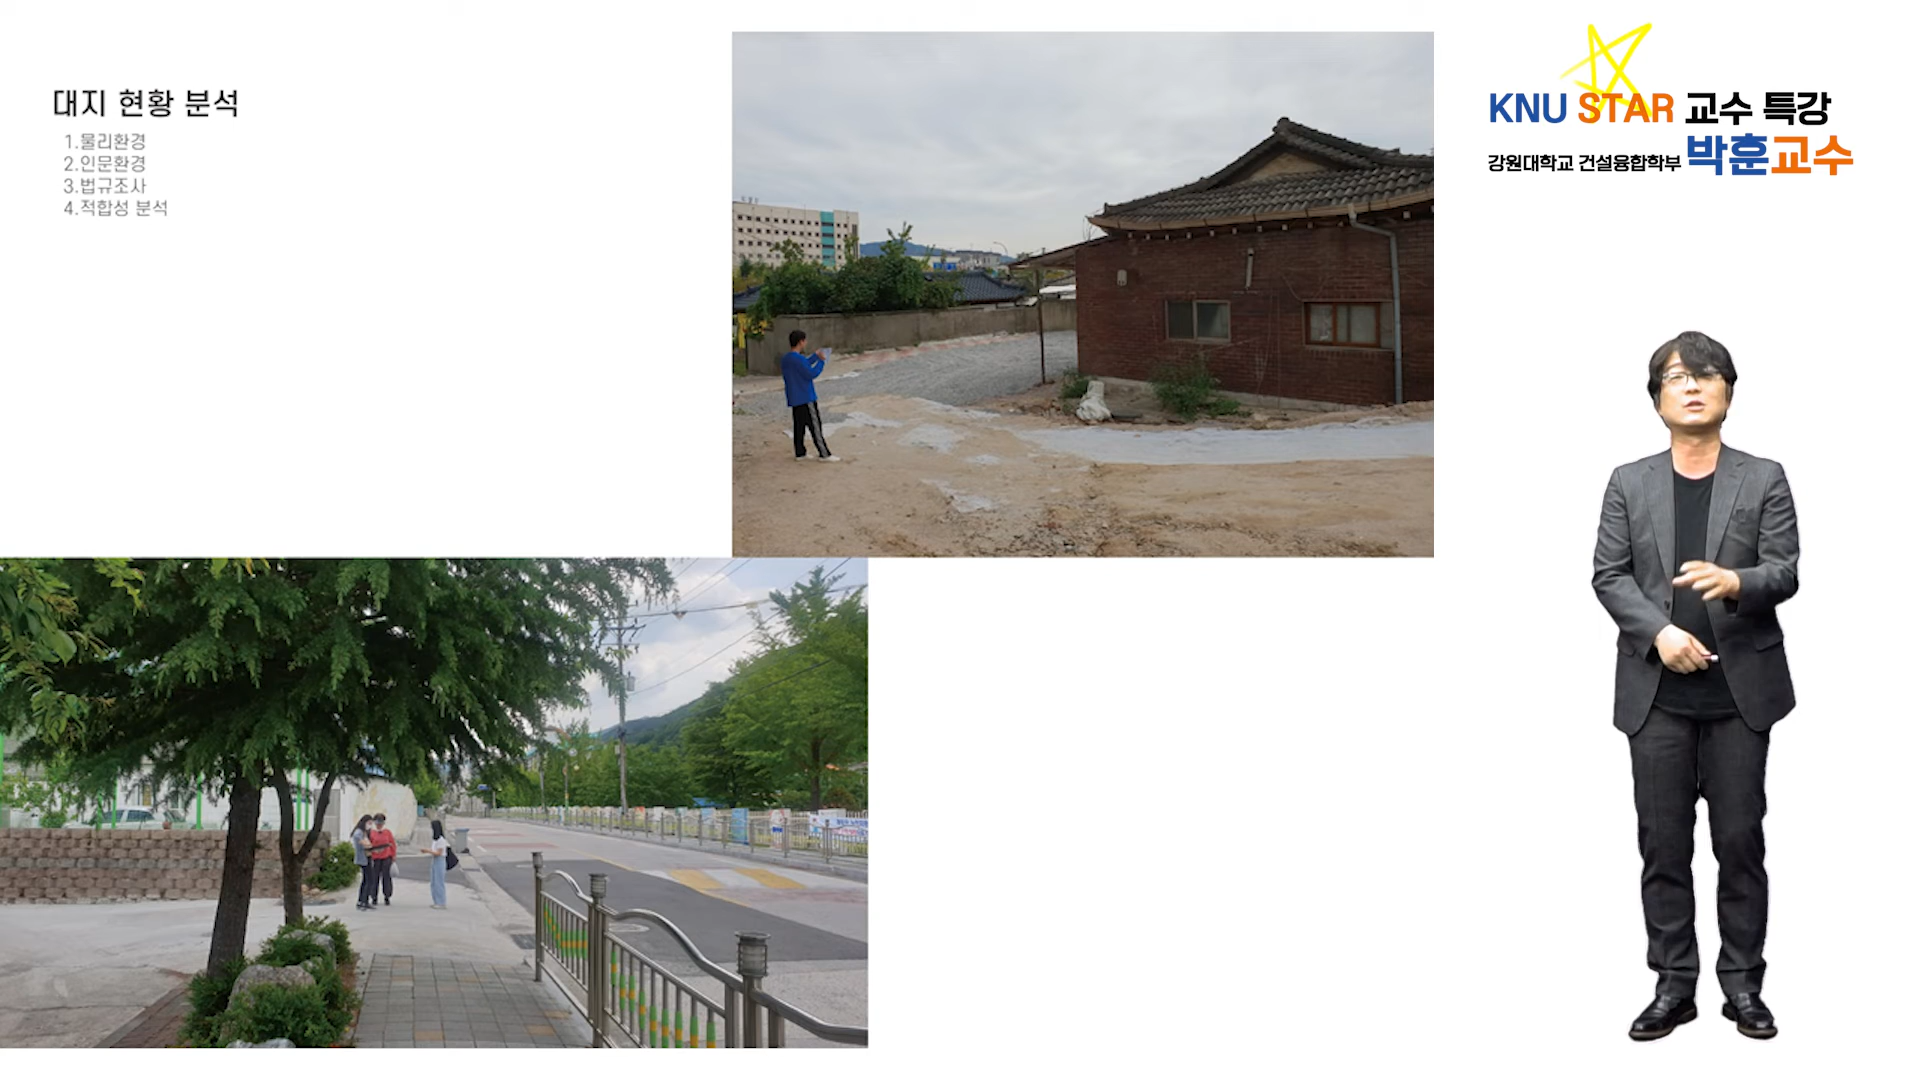 대지 현황 분석
1.물리환경
2.인문환경
3.법규조사
4.적합성 분석
KNU STAR 교수 특강
강원대학교 건설융합학부 박훈교수